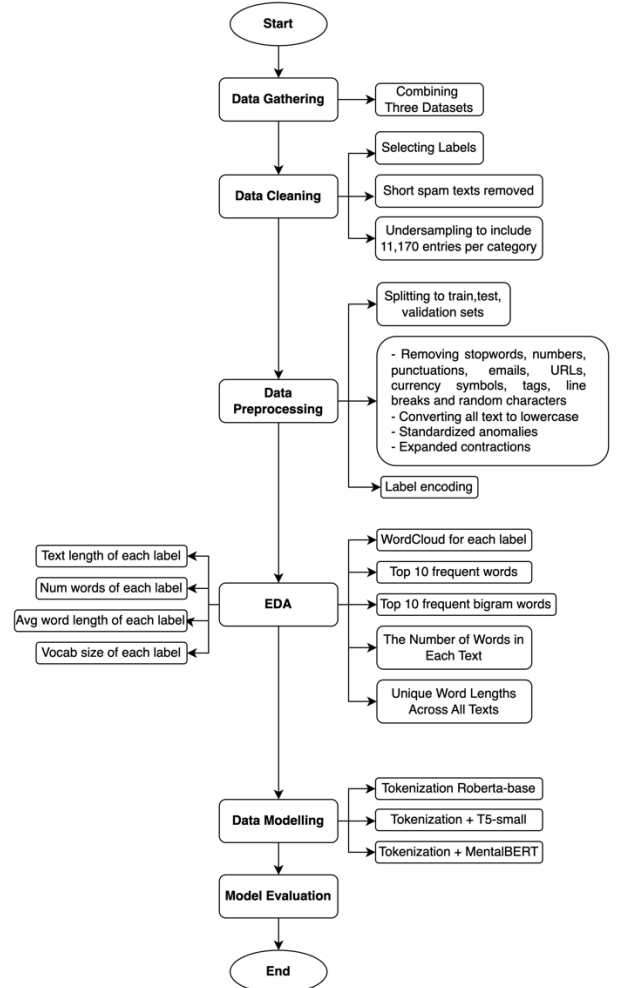 Start
Data Gathering
Combining
Three Datasets
Selecting Labels
Data Cleaning
Short spam texts removed
Undersampling to include
11,170 entries per category
Splitting to train,test,
validation sets
Data
Preprocessing
- Removing stopwords, numbers,
punctuations, emails, URLs,
currency symbols, tags, line
breaks and random characters
- Converting all text to lowercase
- Standardized anomalies
- Expanded contractions
Label encoding
Text length of each label
Num words of each label
Avg word length of each label
Vocab size of each label
EDA
WordCloud for each label
Top 10 frequent words
Top 10 frequent bigram words
The Number of Words in
Each Text
Unique Word Lengths
Across All Texts
Data Modelling
Tokenization Roberta-base
Tokenization + T5-small
Tokenization + MentalBERT
Model Evaluation
End